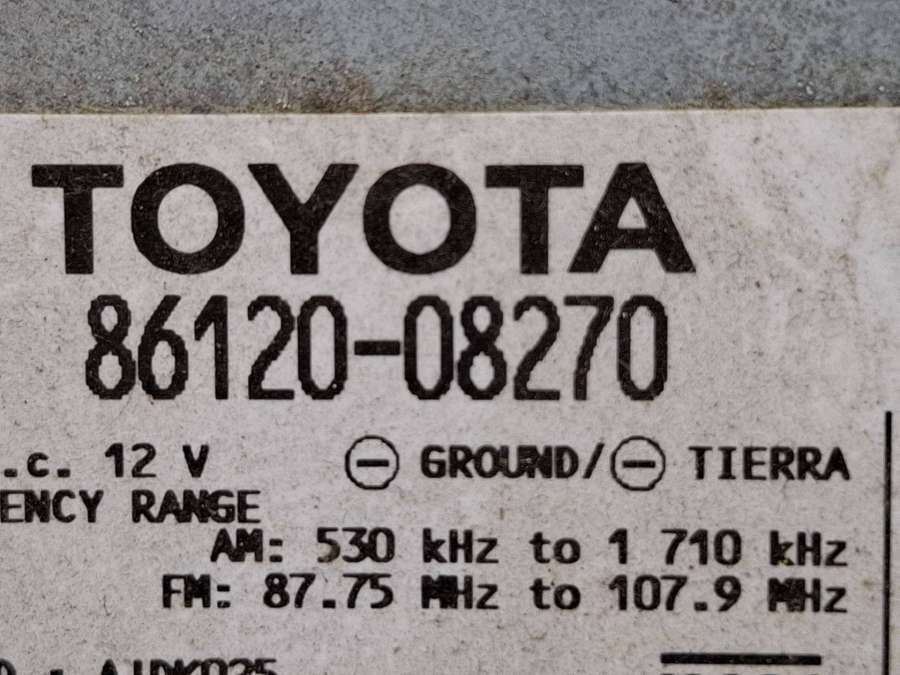 TOYOTA
86120-08270
.c. 12 V ⊖ GROUND/⊖ TIERRA
ENCY RANGE
AM: 530 kHz to 1 710 kHz
FM: 87.75 MHz to 107.9 MHz